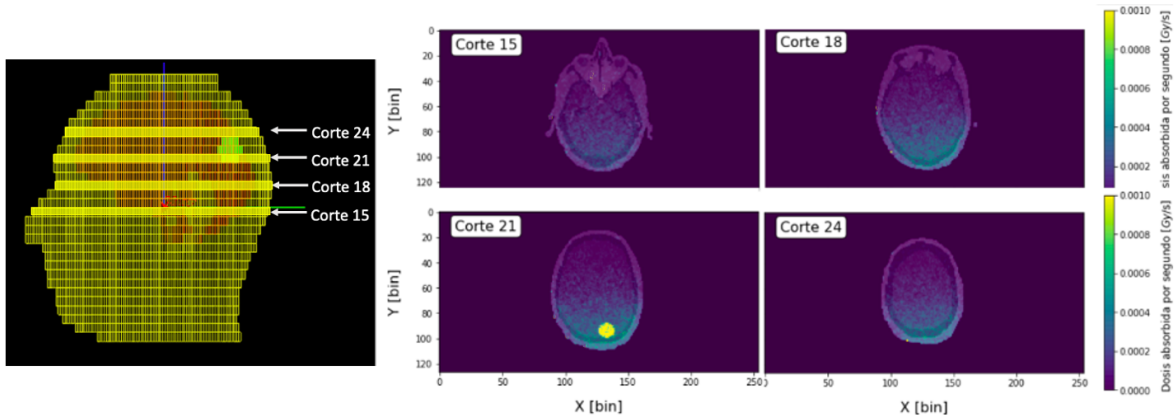 Corte 24
Corte 21
Corte 18
Corte 15
Corte 15
0
20
40
60
80
100
120
Y [bin]
Corte 18
0.0010
0.0008
0.0006
0.0004
0.0002
sis absorbida por segundo [Gy/s]
Corte 21
0
20
40
60
80
100
120
Y [bin]
0 50 100 150 200 250
X [bin]
Corte 24
0 50 100 150 200 250
X [bin]
0.0010
0.0008
0.0006
0.0004
0.0002
0.0000
Dosis absorbida por segundo [Gy/s]